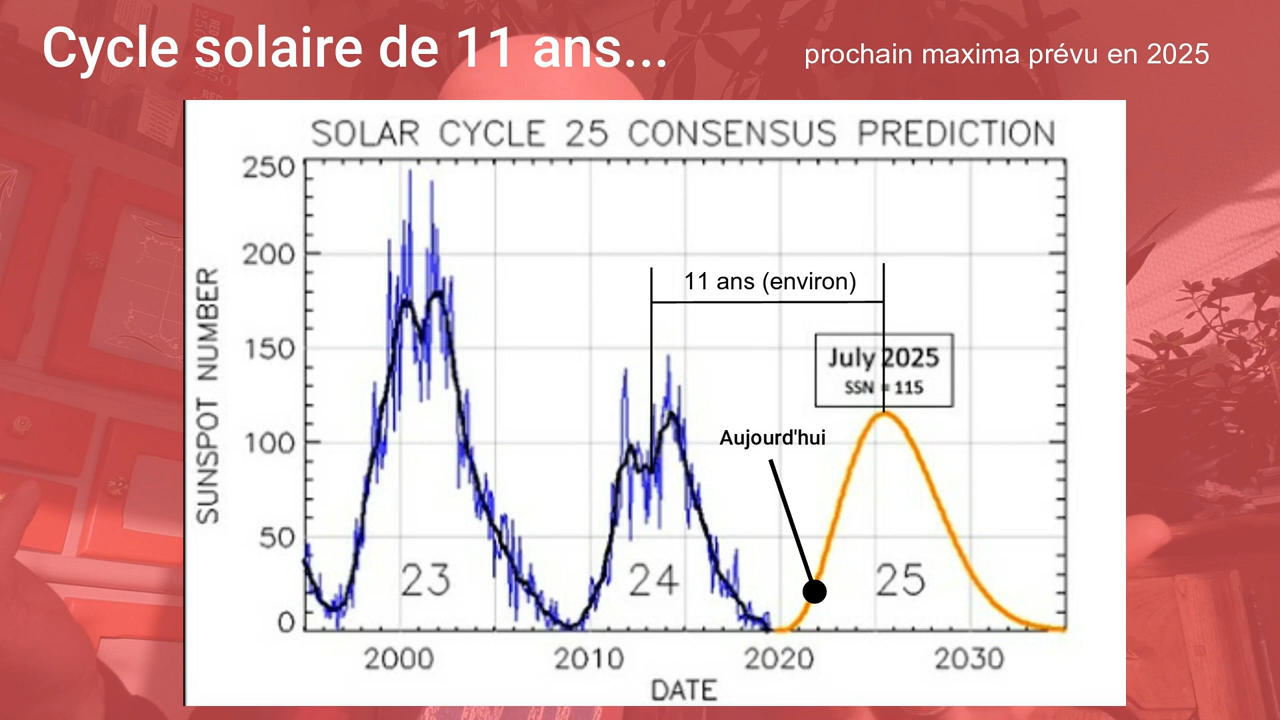 Cycle solaire de 11 ans...
prochain maxima prévu en 2025
SOLAR CYCLE 25 CONSENSUS PREDICTION
250
200
150
100
50
0
SUNSPOT NUMBER
11 ans (environ)
July 2025
SSN = 115
Aujourd'hui
23
24
25
2000
2010
2020
2030
DATE